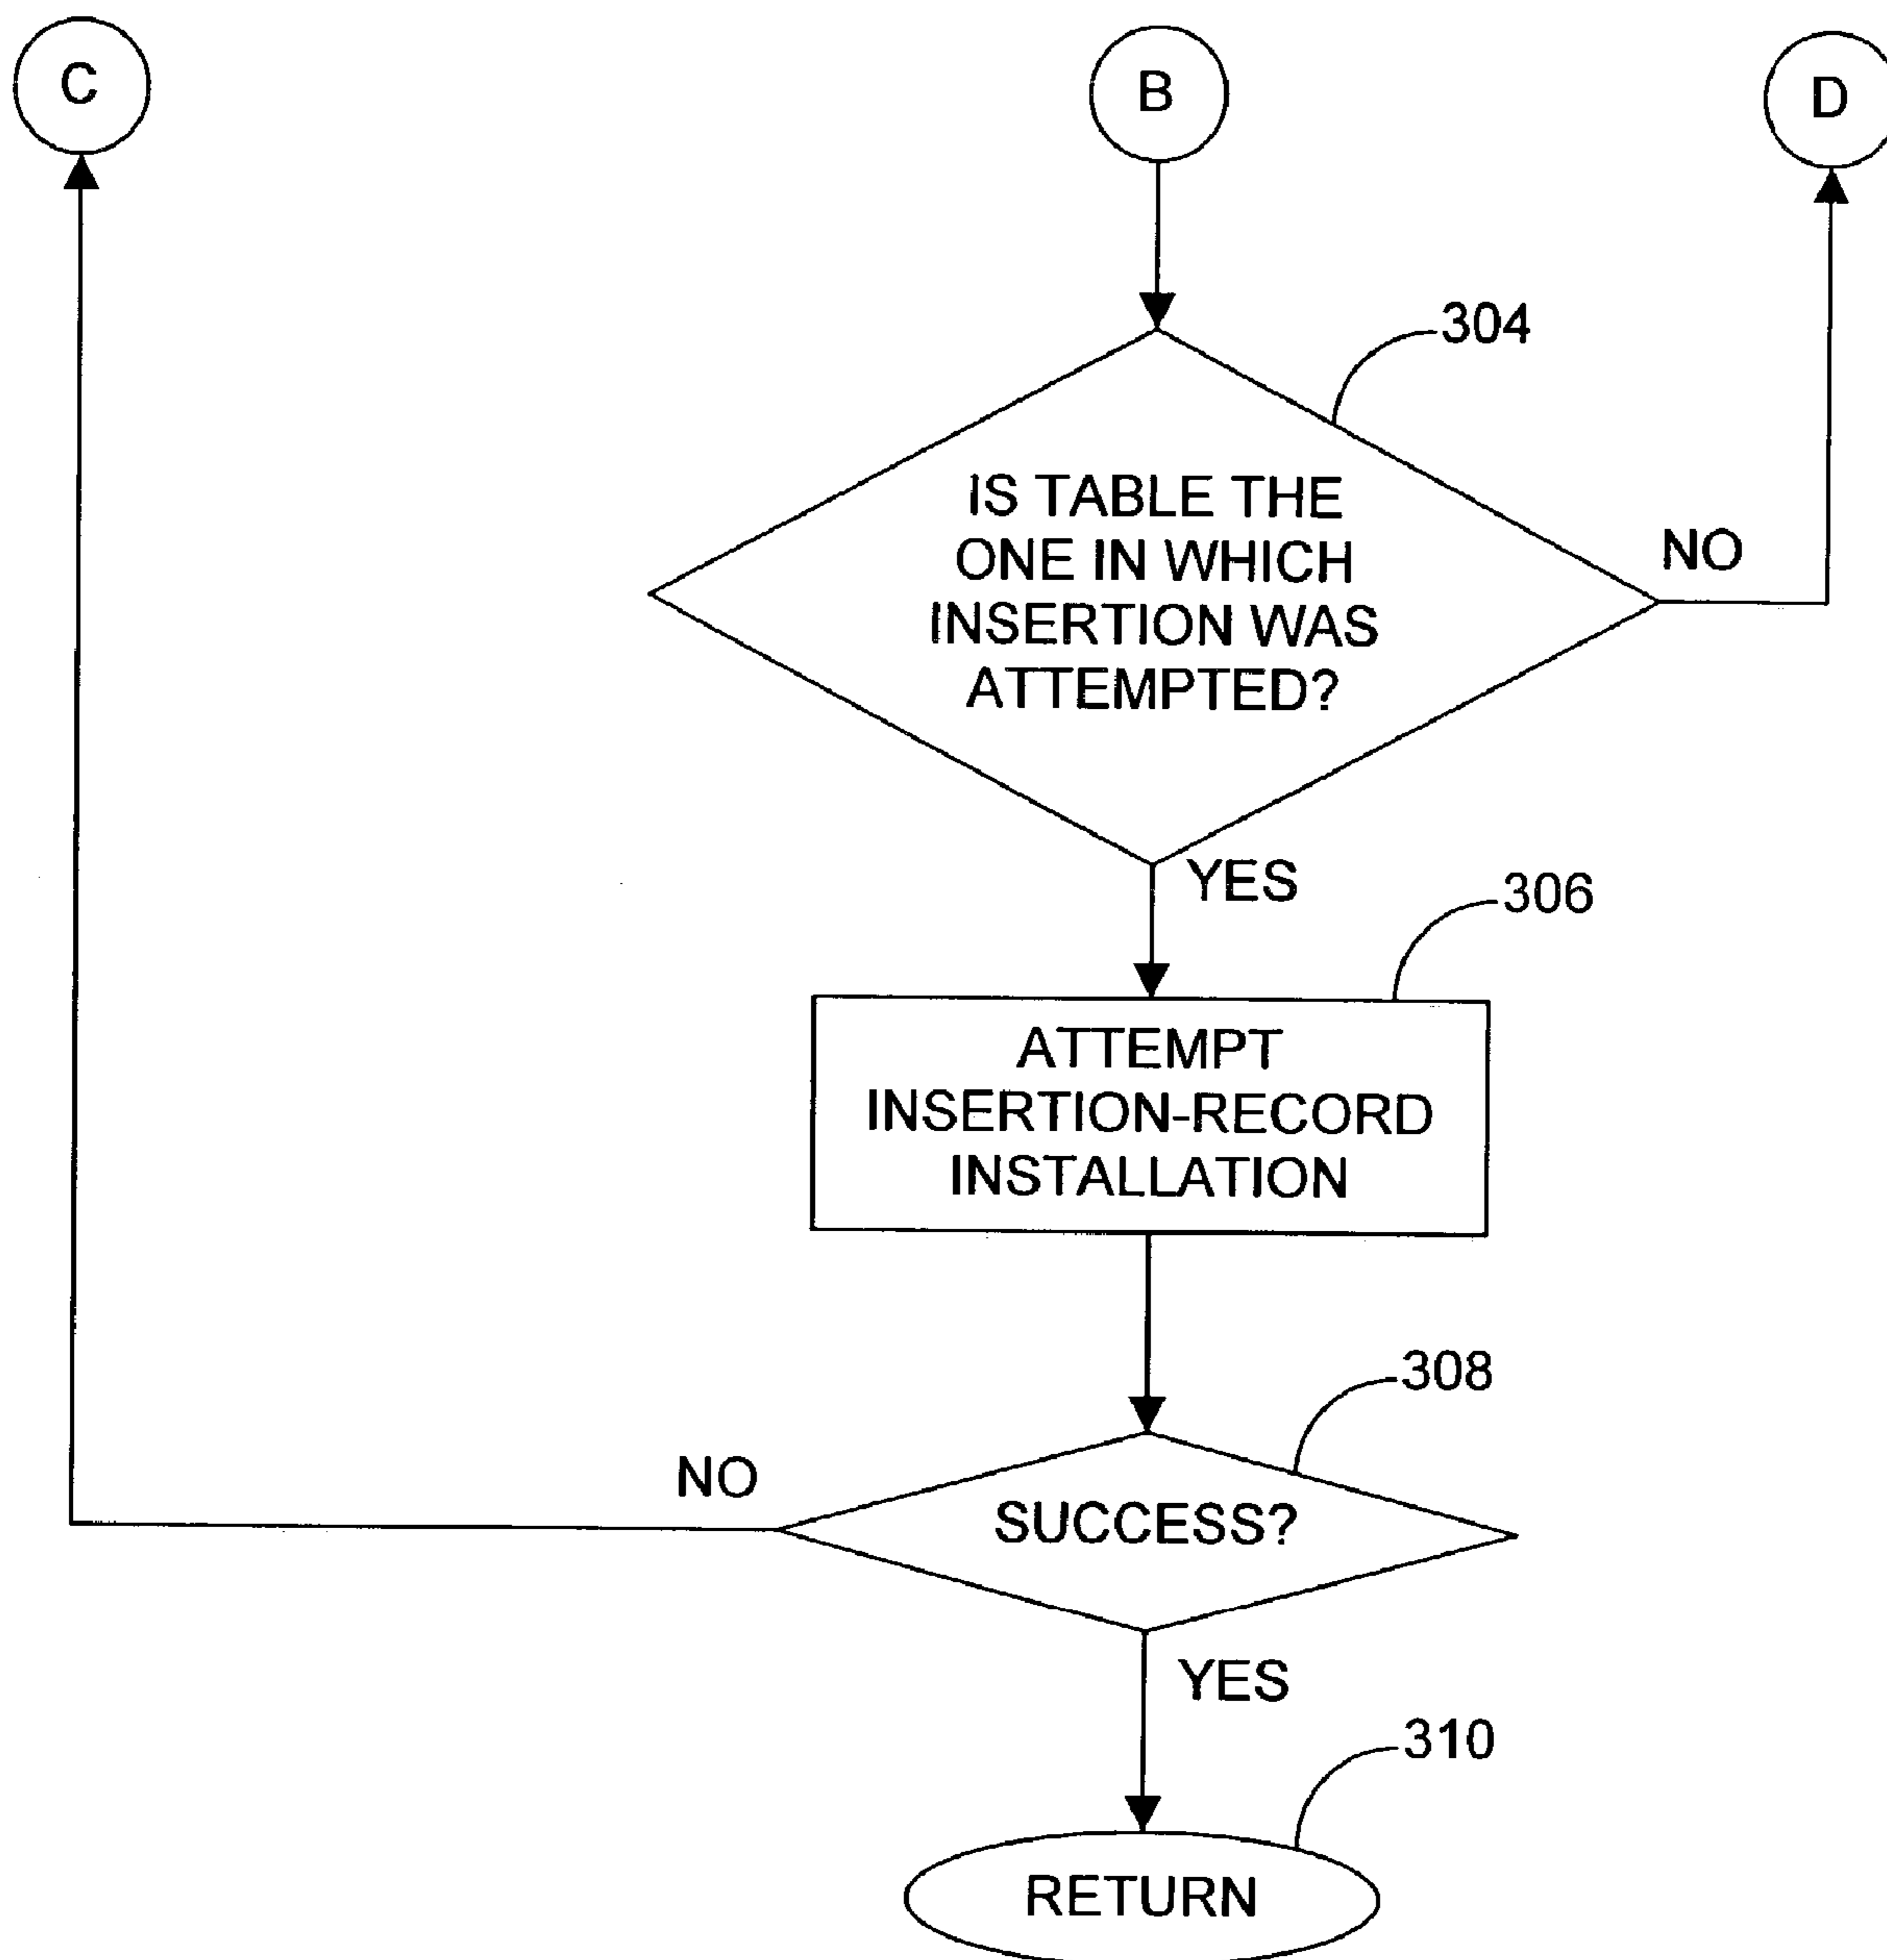 C
B
D
304
IS TABLE THE
ONE IN WHICH
INSERTION WAS
ATTEMPTED?
NO
YES
306
ATTEMPT
INSERTION-RECORD
INSTALLATION
308
NO
SUCCESS?
YES
310
RETURN